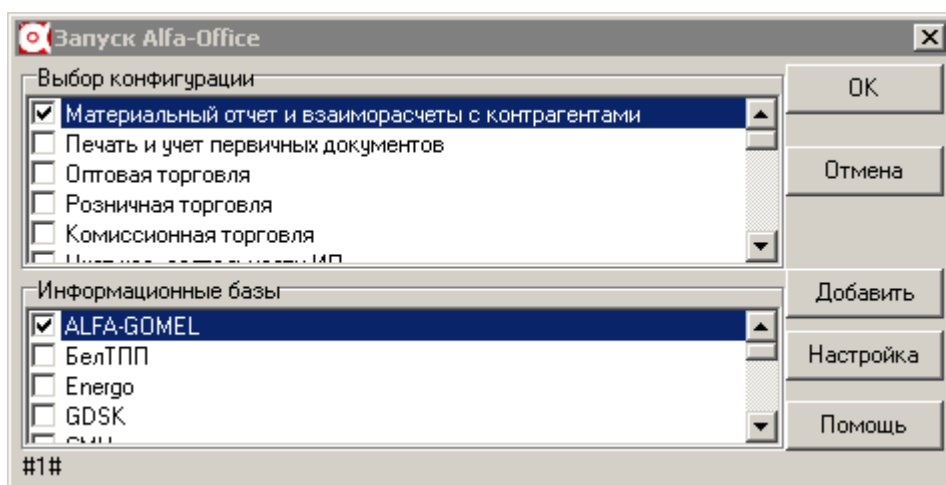 Запуск Alfa-Office
Выбор конфигурации
Материальный отчет и взаиморасчеты с контрагентами
Печать и учет первичных документов
Оптовая торговля
Розничная торговля
Комиссионная торговля
ИП
Информационные базы
ALFA-GOMEL
БелТПП
Energo
GDSK
OK
Отмена
Добавить
Настройка
Помощь
#1#